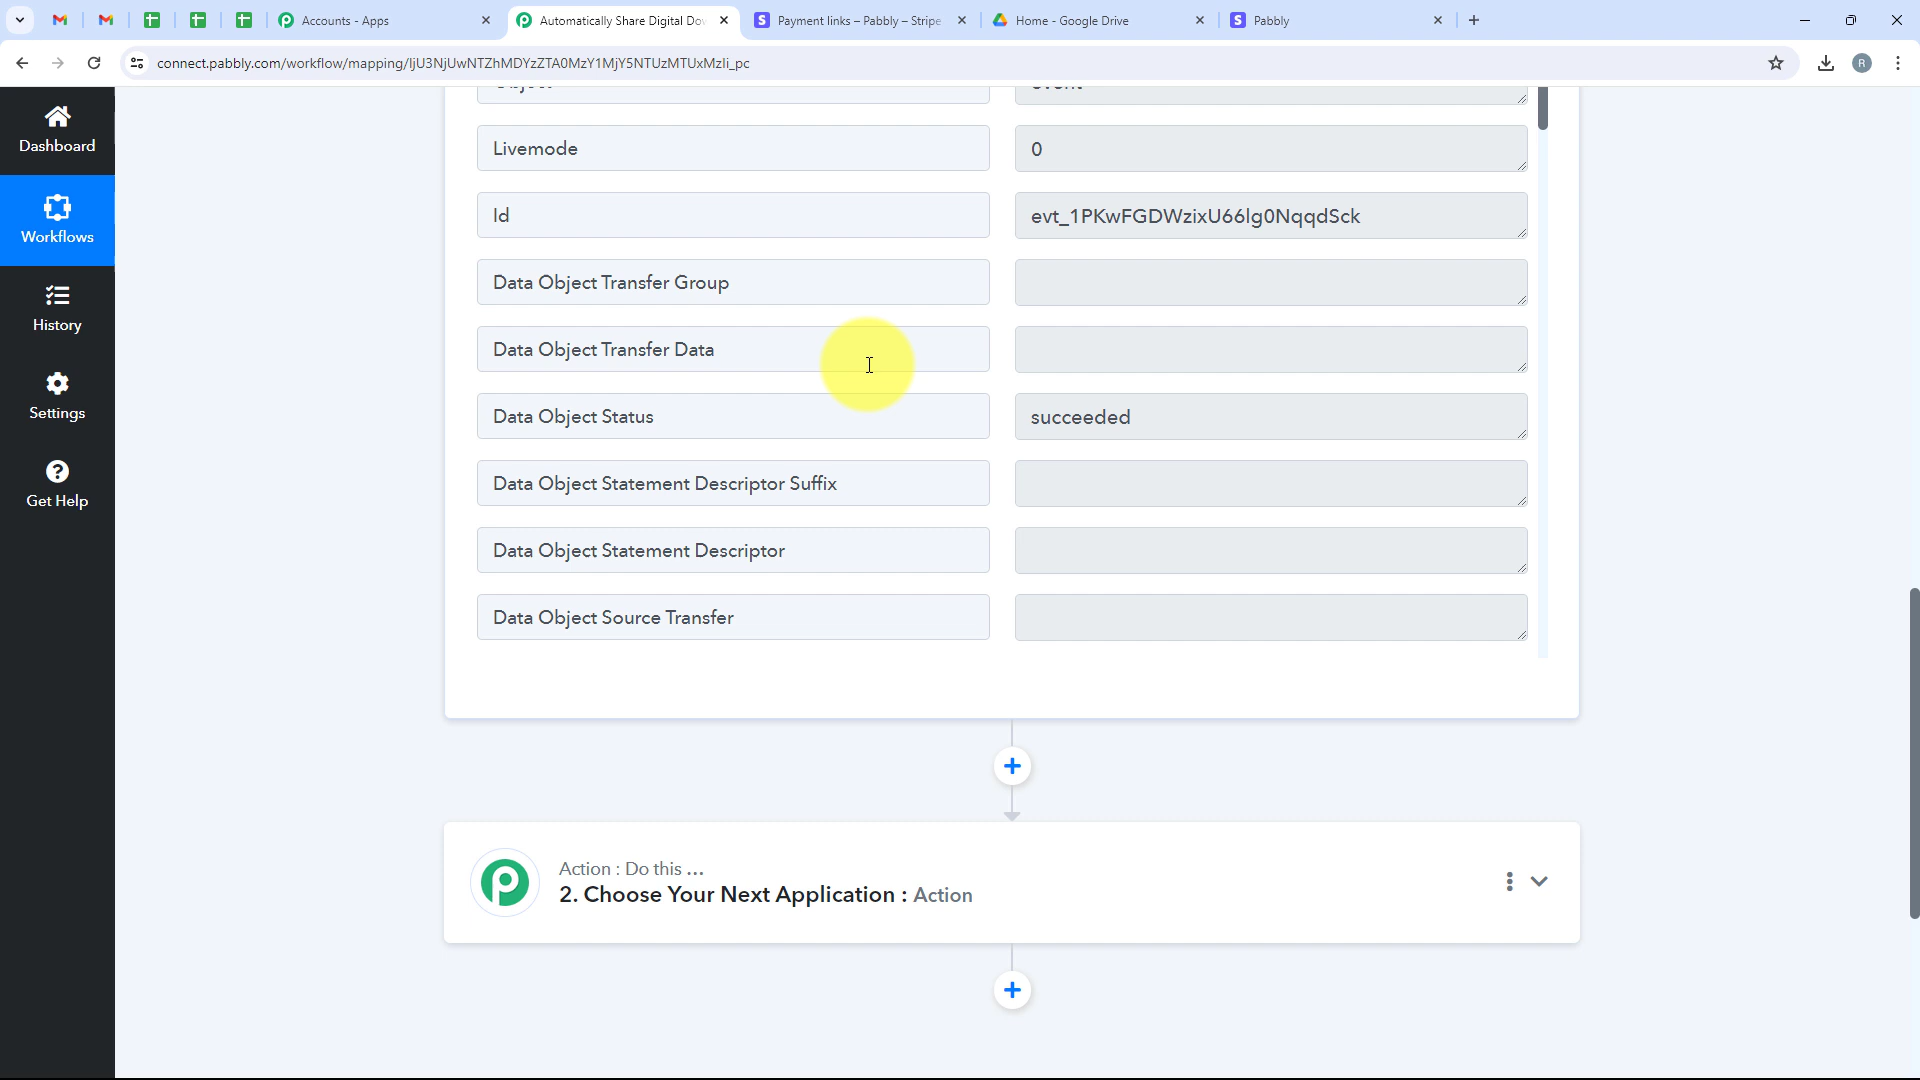 Accounts - Apps
Automatically Share Digital Do
Payment links – Pabbly – Stripe
Home - Google Drive
Pabbly
connect.pabbly.com/workflow/mapping/IjU3NjUwNTZhMDYzZTA0MzY1MjY5NTUzMTUxMzIi_pc
R
Dashboard
Workflows
History
Settings
Get Help
Object
event
Livemode
0
Id
evt_1PKwFGDWzixU66lg0NqqdSck
Data Object Transfer Group
Data Object Transfer Data
Data Object Status
succeeded
Data Object Statement Descriptor Suffix
Data Object Statement Descriptor
Data Object Source Transfer
Action : Do this ...
2. Choose Your Next Application : Action